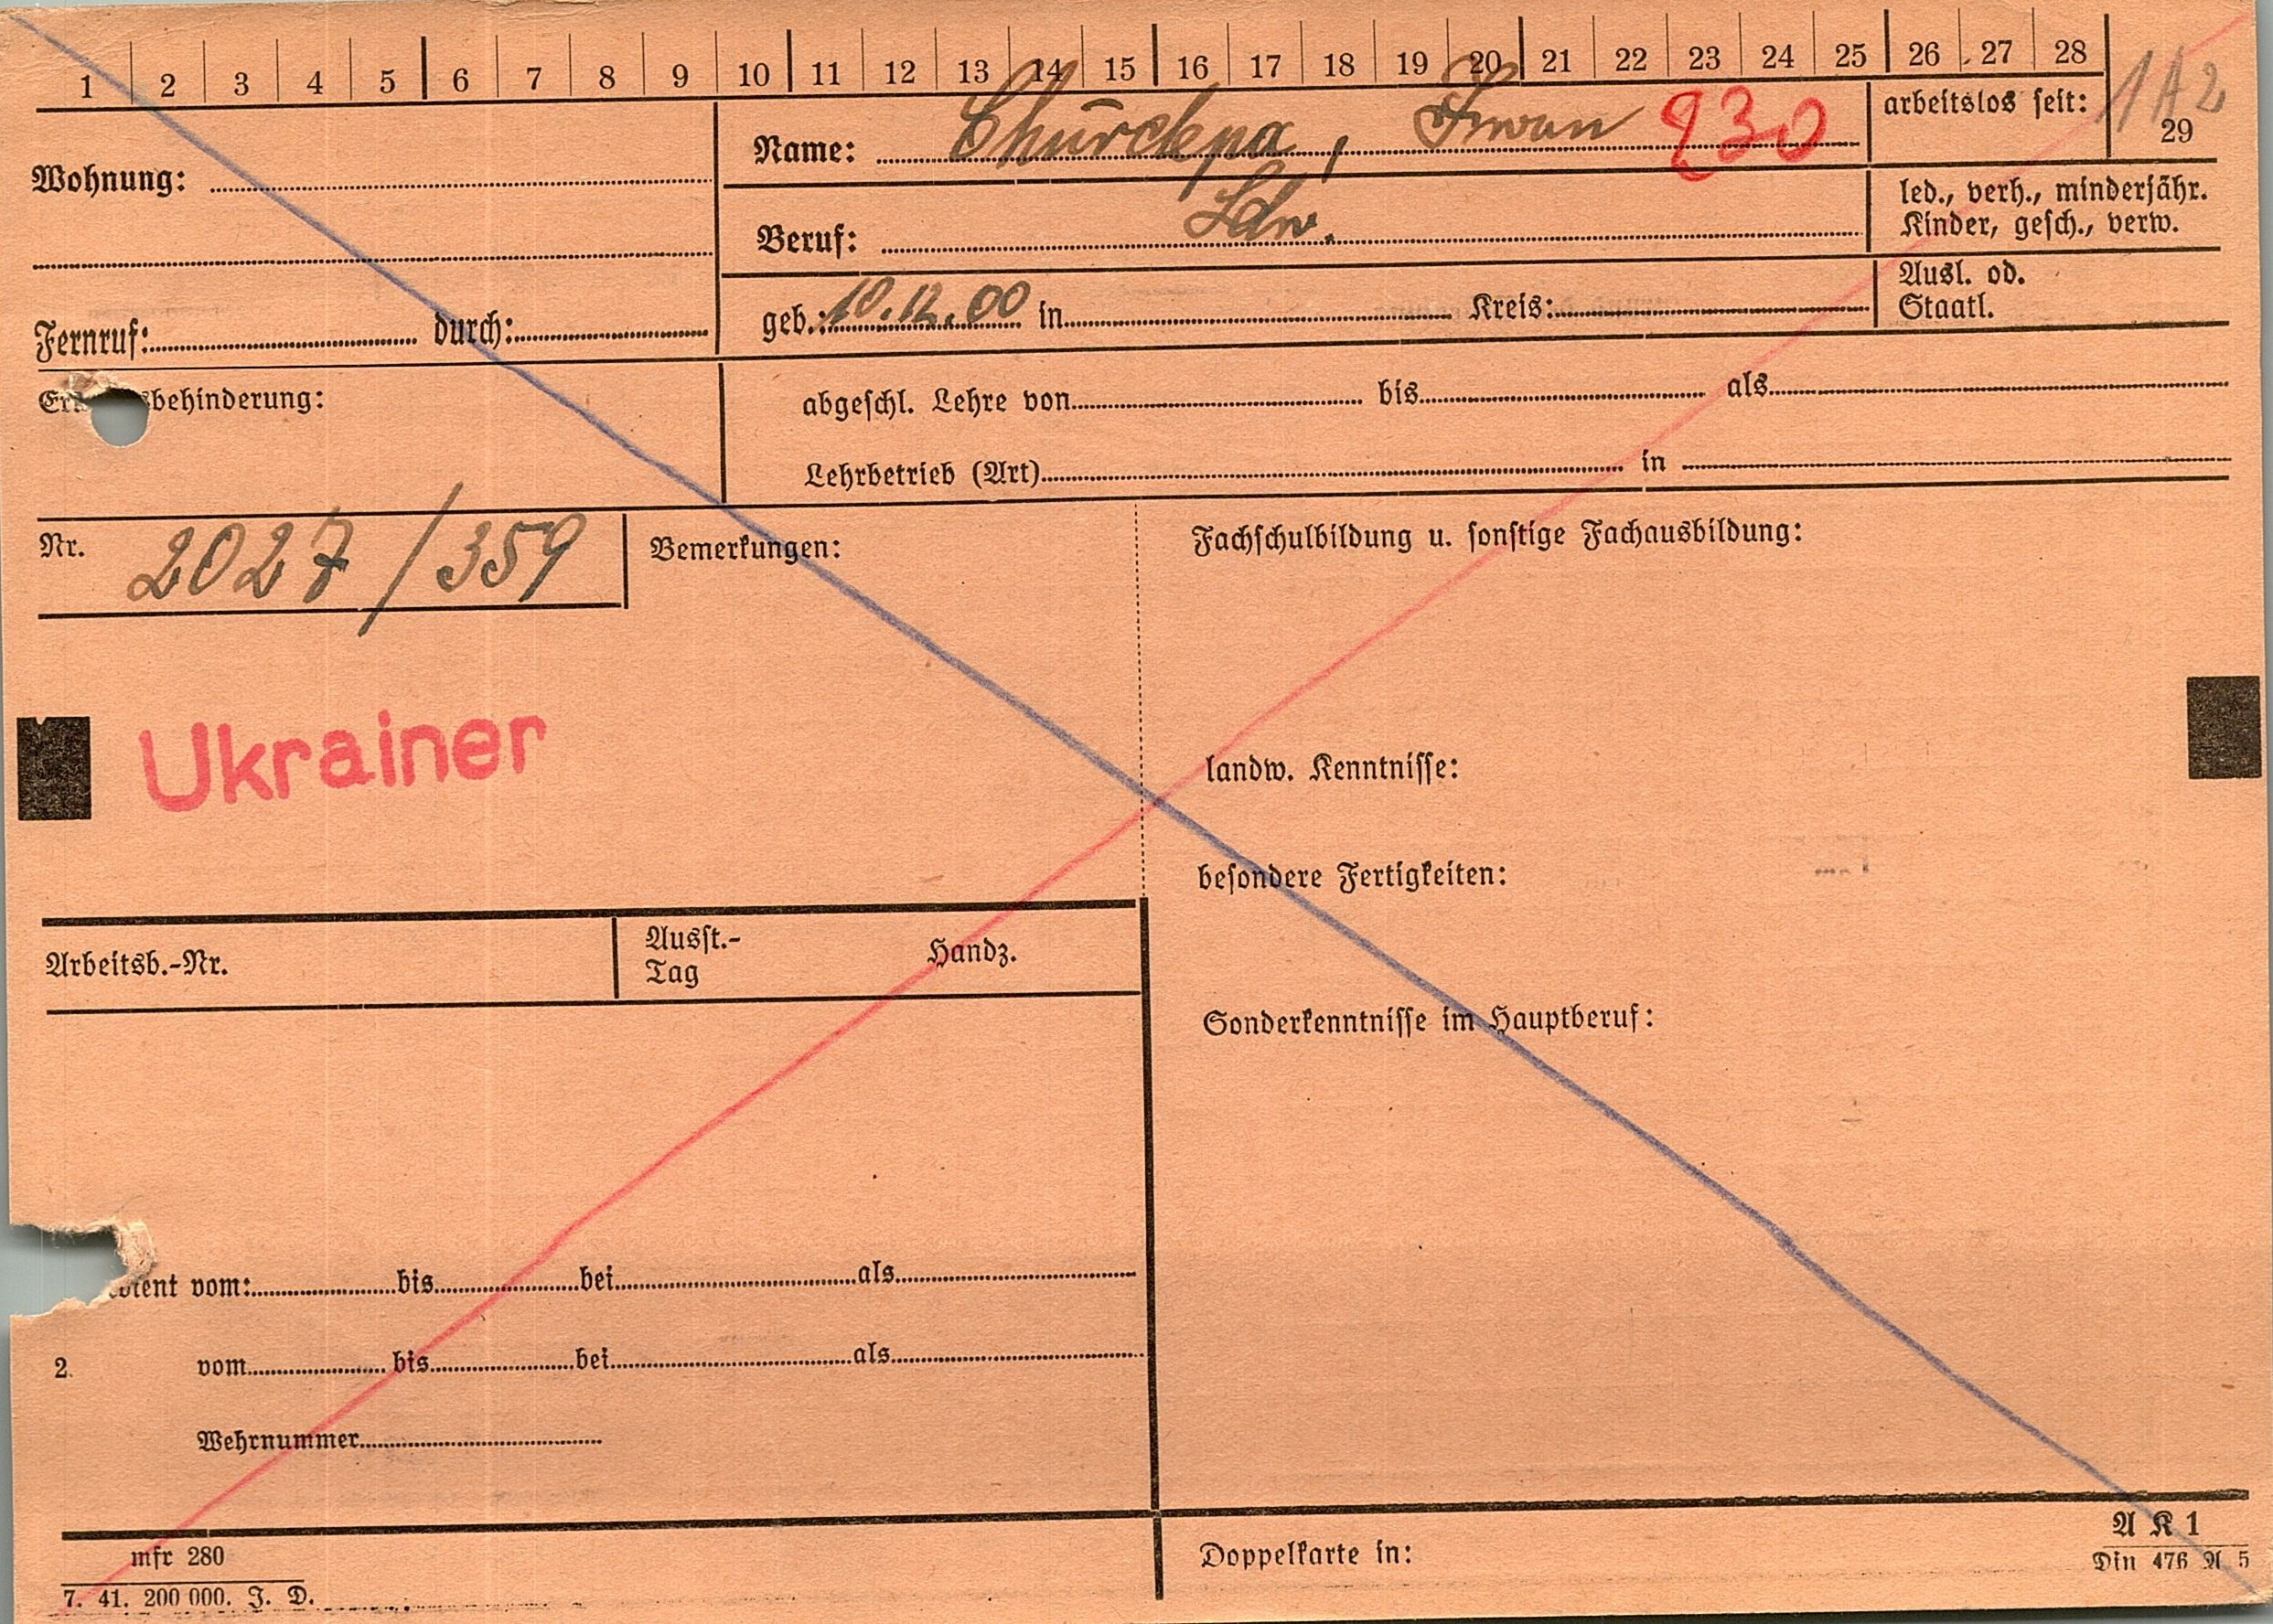 1 2 3 4 5 6 7 8 9 10 11 12 13 14 15 16 17 18 19 20 21 22 23 24 25 26 27 28
1A2
29
Wohnung:
Name: Iwan 230
arbeitslos seit:
Beruf: Ldw.
led., verh., minderjähr.
Kinder, gesch., verw.
Fernruf: durch:
geb.: 10.12.00 in Kreis:
Ausl. od.
Staatl.
behinderung:
abgeschl. Lehre von bis als
Lehrbetrieb (Art) in
Nr. 2027/359
Bemerkungen:
Fachschulbildung u. sonstige Fachausbildung:
Ukrainer
landw. Kenntnisse:
besondere Fertigkeiten:
Arbeitsb.-Nr.
Ausst.-
Tag
Handz.
Sonderkenntnisse im Hauptberuf:
vom: bis bei als
2. vom bis bei als
Wehrnummer
mfr 280
7. 41. 200 000. J. D.
Doppelkarte in:
A K 1
Din 476 A 5